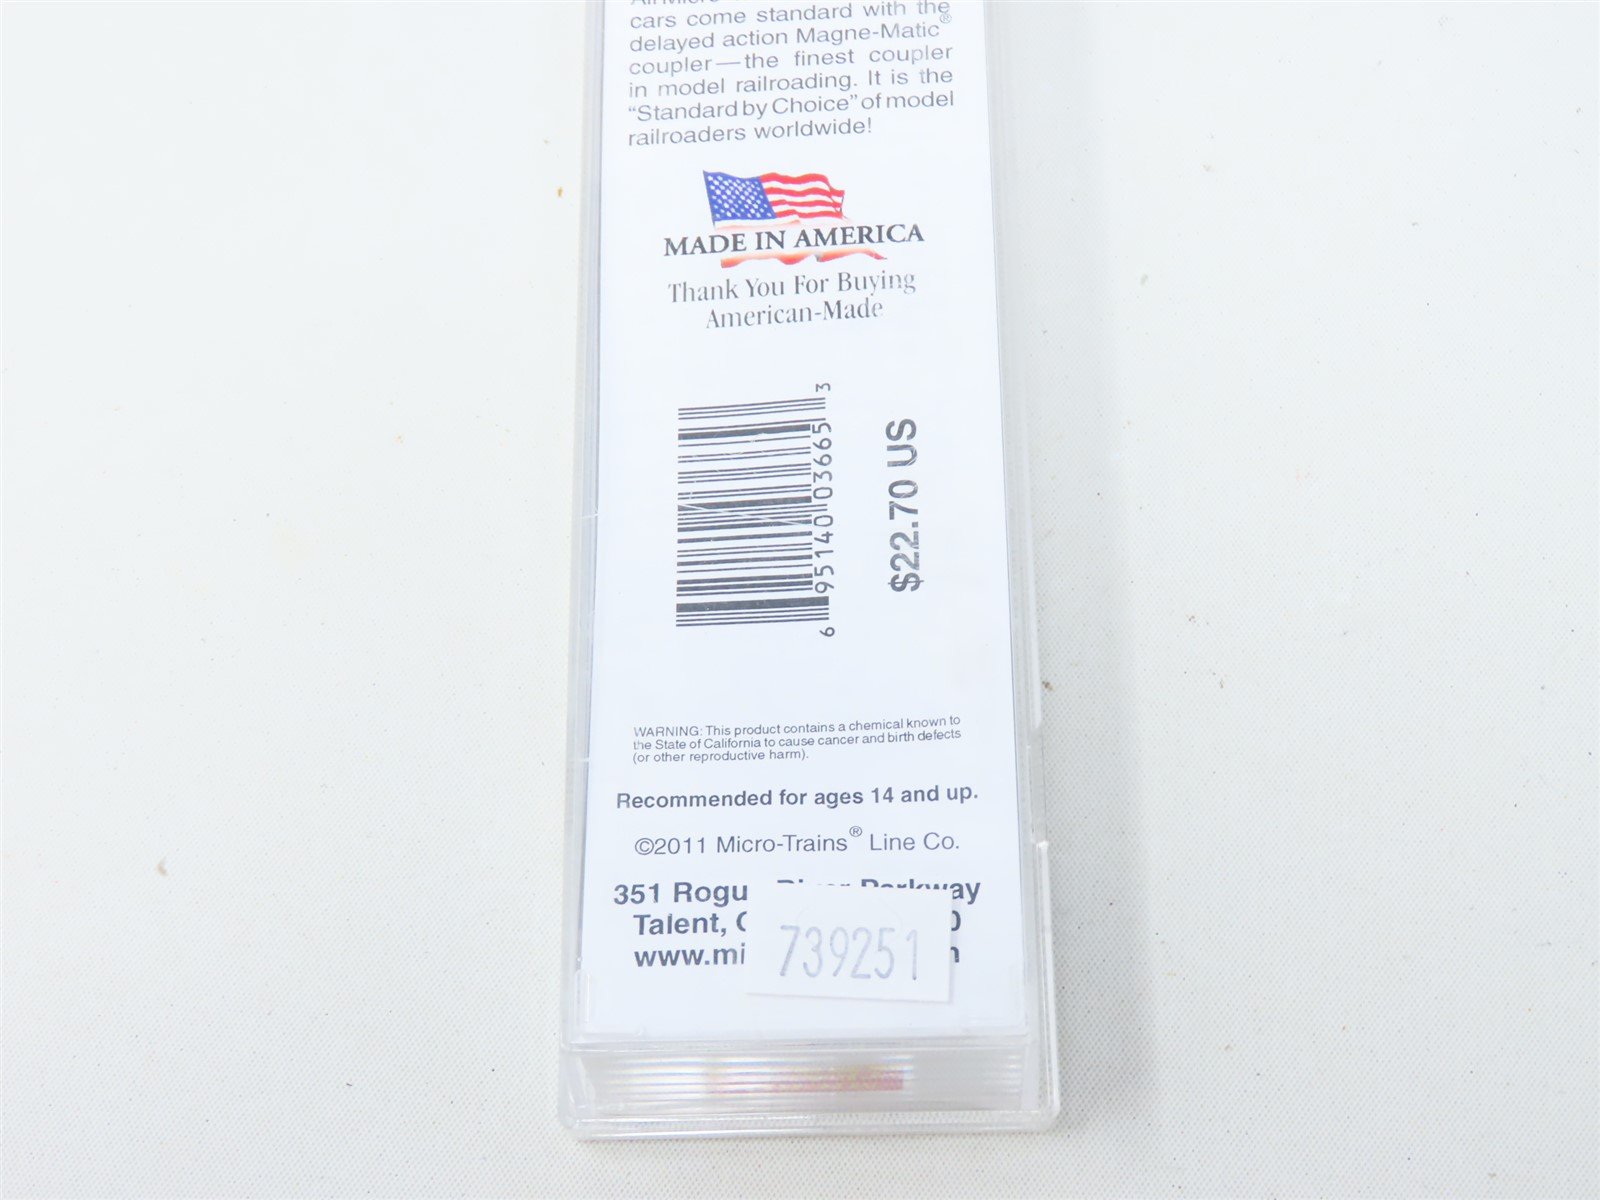 cars come standard with the
delayed action Magne-Matic®
coupler—the finest coupler
in model railroading. It is the
“Standard by Choice” of model
railroaders worldwide!
MADE IN AMERICA
Thank You For Buying
American-Made
6 95140 03665 3
$22.70 US
WARNING: This product contains a chemical known to
the State of California to cause cancer and birth defects
(or other reproductive harm).
Recommended for ages 14 and up.
©2011 Micro-Trains® Line Co.
351 Rogu River Parkway
Talent,
www.mi
739251